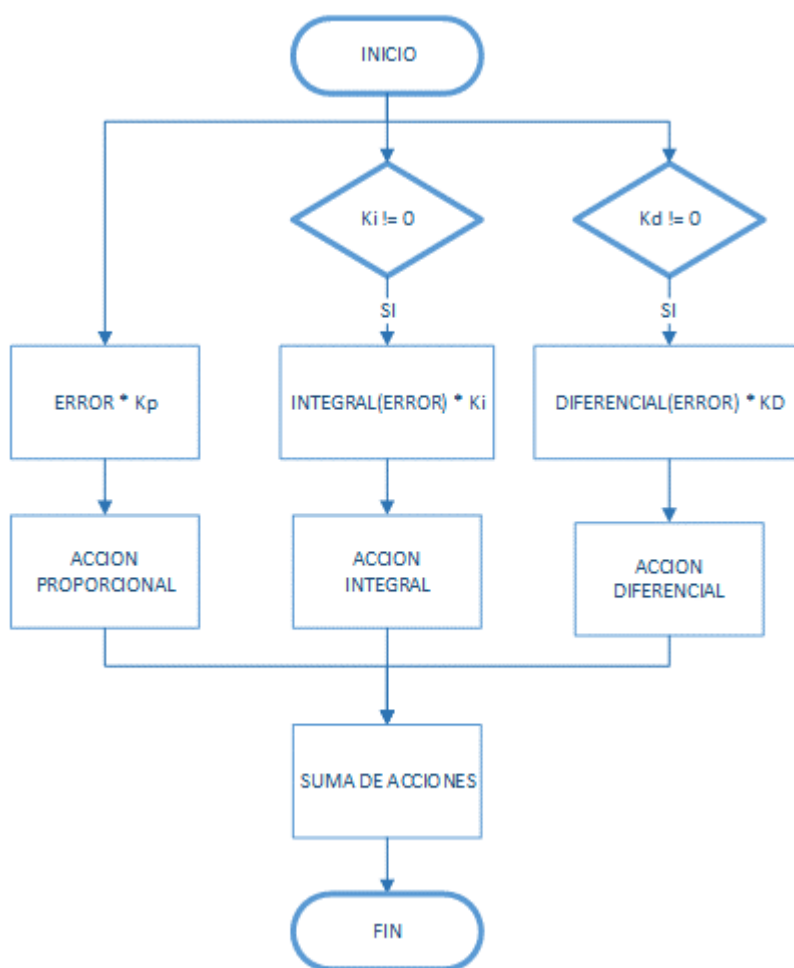 INICIO
Ki != 0
Kd != 0
SI
SI
ERROR * Kp
INTEGRAL(ERROR) * Ki
DIFERENCIAL(ERROR) * KD
ACCION
PROPORCIONAL
ACCION
INTEGRAL
ACCION
DIFERENCIAL
SUMA DE ACCIONES
FIN